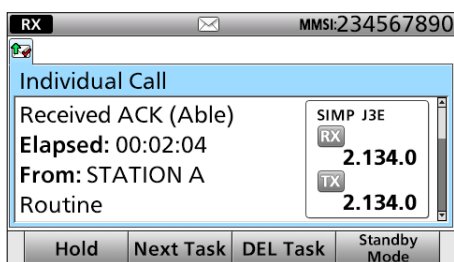 RX MMSI:234567890
Individual Call
Received ACK (Able)
Elapsed: 00:02:04
From: STATION A
Routine
SIMP J3E
RX
2.134.0
TX
2.134.0
Hold Next Task DEL Task Standby Mode